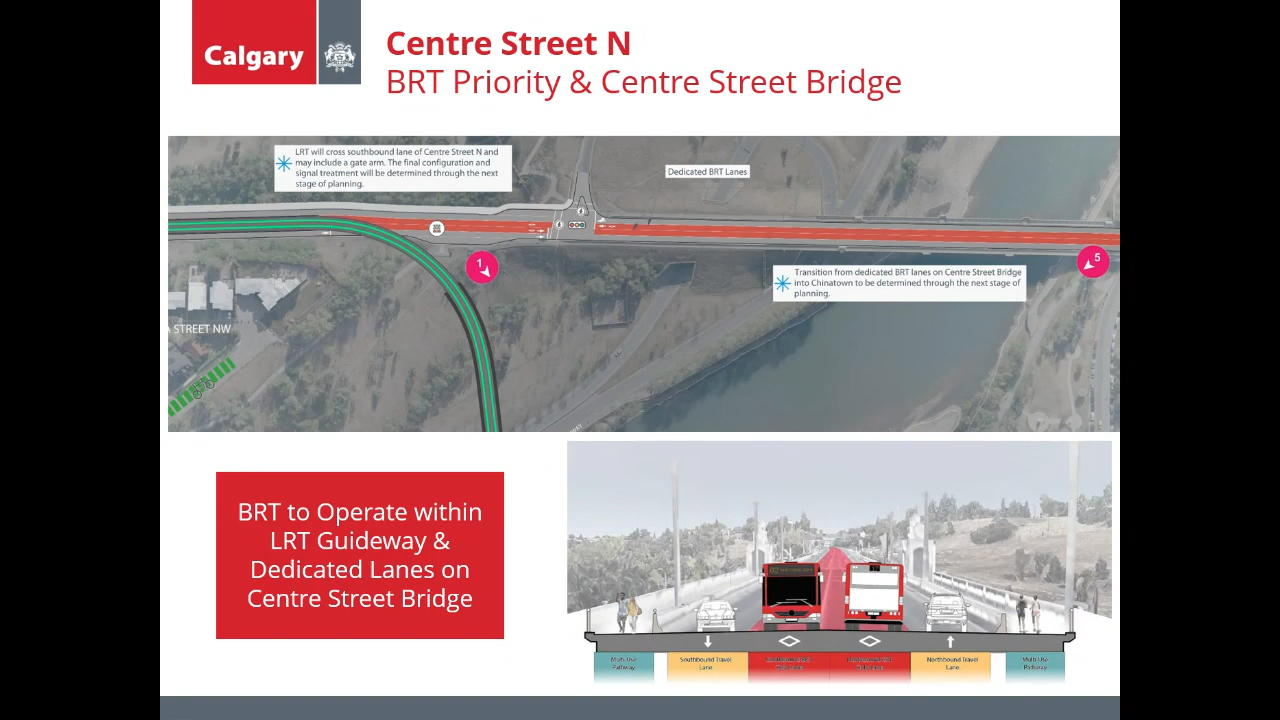 Calgary
Centre Street N
BRT Priority & Centre Street Bridge
LRT will cross southbound lane of Centre Street N and
may include a gate arm. The final configuration and
signal treatment will be determined through the next
stage of planning.
Dedicated BRT Lanes
1
5
Transition from dedicated BRT lanes on Centre Street Bridge
into Chinatown to be determined through the next stage of
planning.
A STREET NW
BRT to Operate within
LRT Guideway &
Dedicated Lanes on
Centre Street Bridge
Multi-Use
Pathway
Southbound Travel
Lane
Northbound Travel
Lane
Multi-Use
Pathway